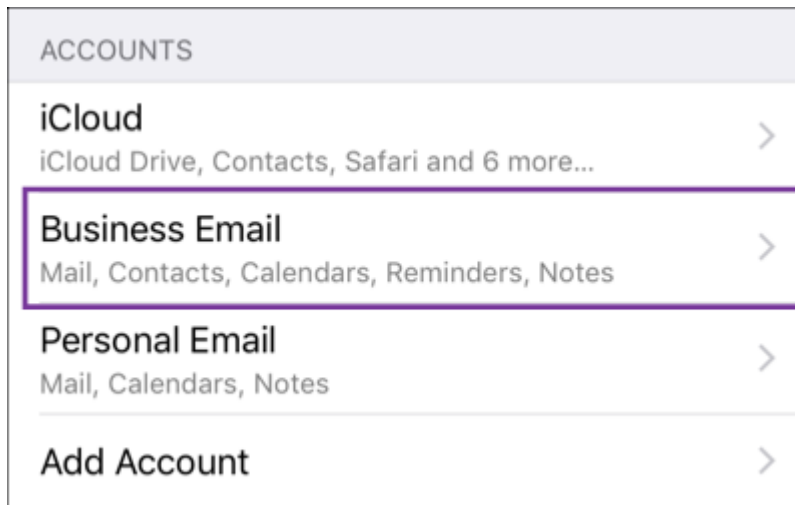 ACCOUNTS
iCloud
iCloud Drive, Contacts, Safari and 6 more...
Business Email
Mail, Contacts, Calendars, Reminders, Notes
Personal Email
Mail, Calendars, Notes
Add Account